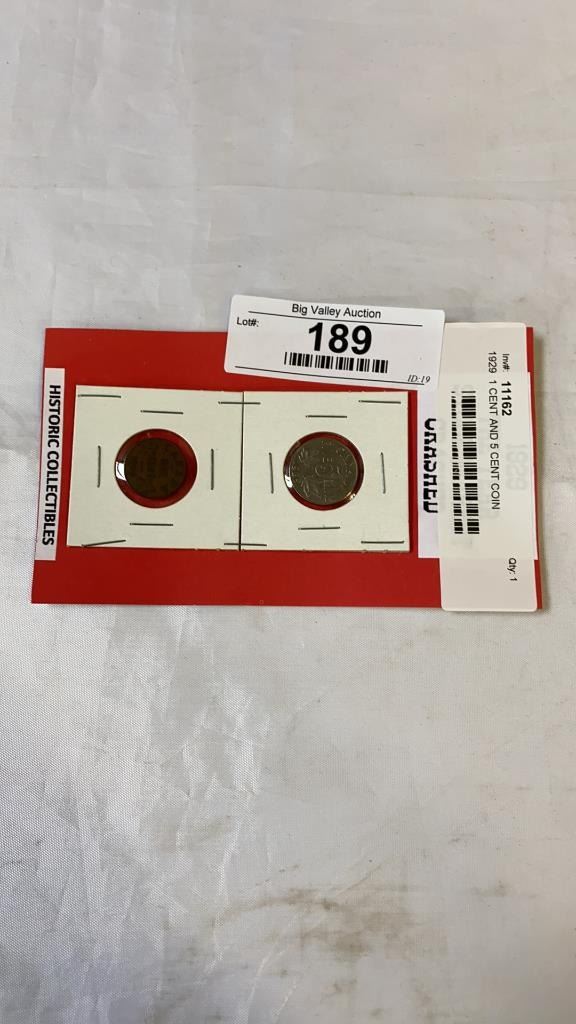 Big Valley Auction
Lot#:
189
ID:19
HISTORIC COLLECTIBLES
CRASHED
Inv#: 11162
1929 1 CENT AND 5 CENT COIN
Qty: 1